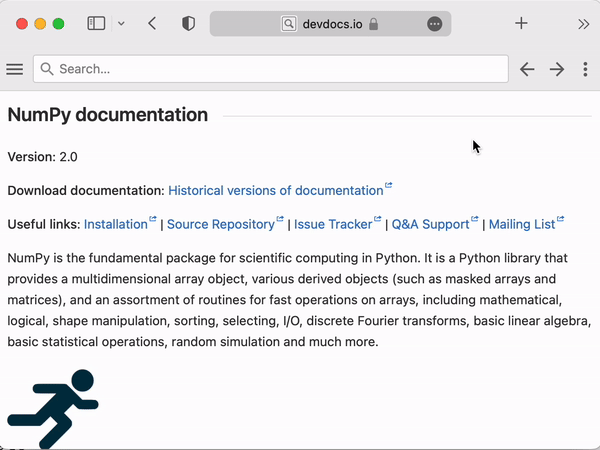 devdocs.io
Search...
NumPy documentation
Version: 2.0
Download documentation: Historical versions of documentation
Useful links: Installation | Source Repository | Issue Tracker | Q&A Support | Mailing List
NumPy is the fundamental package for scientific computing in Python. It is a Python library that
provides a multidimensional array object, various derived objects (such as masked arrays and
matrices), and an assortment of routines for fast operations on arrays, including mathematical,
logical, shape manipulation, sorting, selecting, I/O, discrete Fourier transforms, basic linear algebra,
basic statistical operations, random simulation and much more.